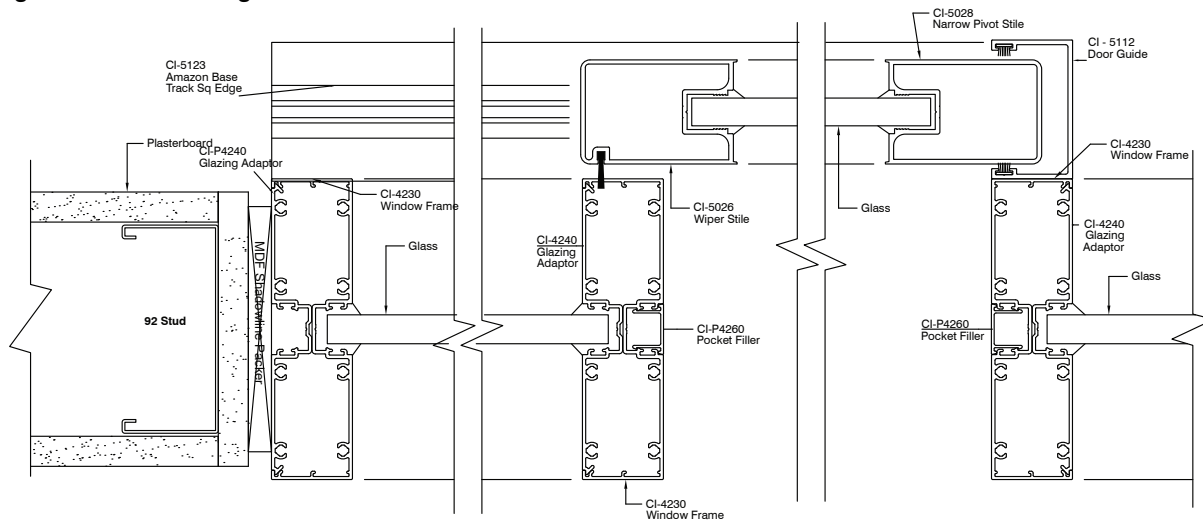 CI-5028
Narrow Pivot Stile
CI - 5112
Door Guide
CI-5123
Amazon Base
Track Sq Edge
Plasterboard
CI-P4240
Glazing Adaptor
CI-4230
Window Frame
CI-4230
Window Frame
CI-5026
Wiper Stile
Glass
Glass
CI-4240
Glazing
Adaptor
CI-4240
Glazing
Adaptor
Glass
MDF Shadowline Packer
92 Stud
CI-P4260
Pocket Filler
CI-P4260
Pocket Filler
CI-4230
Window Frame